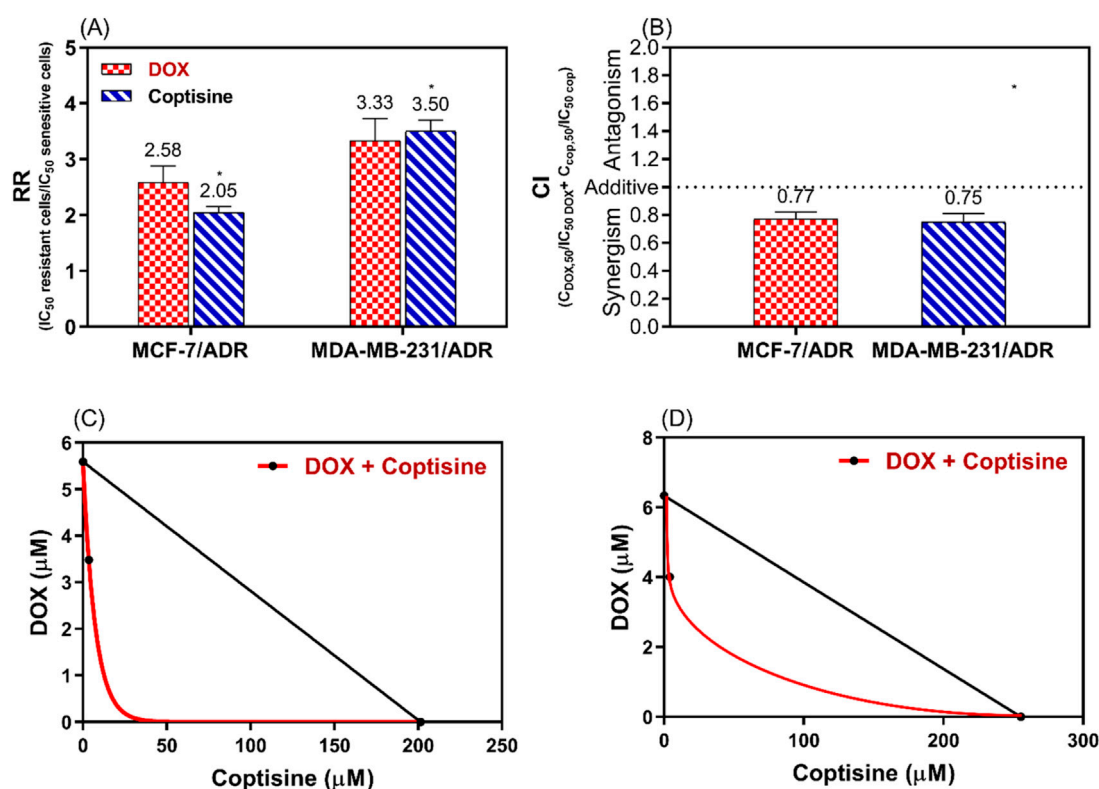 (A)
RR
(IC50 resistant cells/IC50 senesitive cells)
5
4
3
2
1
0
DOX
Coptisine
2.58
*
2.05
3.33
*
3.50
MCF-7/ADR
MDA-MB-231/ADR
(B)
CI
(CDOX,50/IC50 DOX+ Ccop,50/IC50 cop)
Synergism
Additive
Antagonism
2.0
1.8
1.6
1.4
1.2
1.0
0.8
0.6
0.4
0.2
0.0
*
0.77
0.75
MCF-7/ADR
MDA-MB-231/ADR
(C)
DOX (μM)
6
5
4
3
2
1
0
DOX + Coptisine
0
50
100
150
200
250
Coptisine (μM)
(D)
DOX (μM)
8
6
4
2
0
DOX + Coptisine
0
100
200
300
Coptisine (μM)